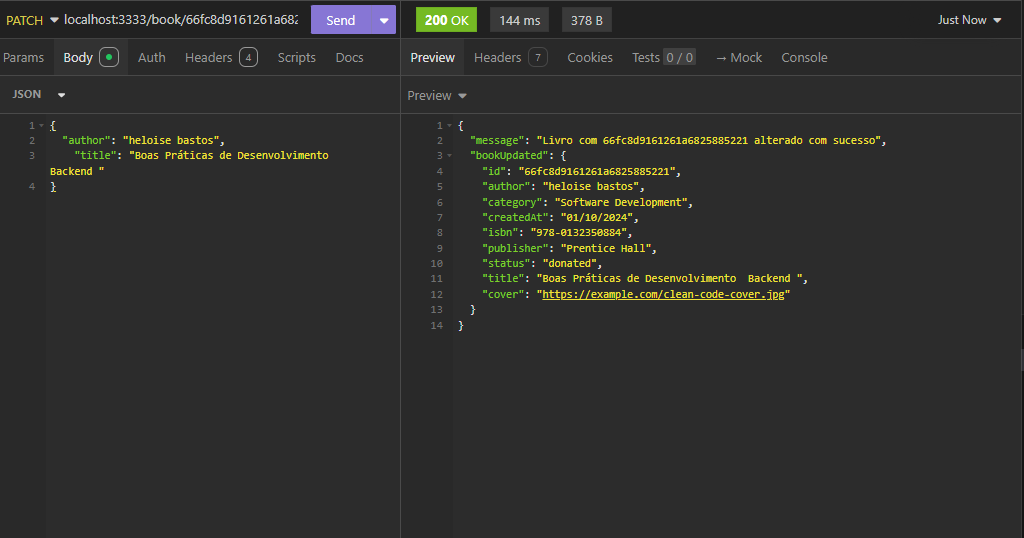 PATCH localhost:3333/book/66fc8d9161261a682 Send 200 OK 144 ms 378 B Just Now
Params Body Auth Headers 4 Scripts Docs Preview Headers 7 Cookies Tests 0 / 0 → Mock Console
JSON
Preview
1 {
2 "author": "heloise bastos",
3 "title": "Boas Práticas de Desenvolvimento
Backend "
4 }
1 {
2 "message": "Livro com 66fc8d9161261a6825885221 alterado com sucesso",
3 "bookUpdated": {
4 "id": "66fc8d9161261a6825885221",
5 "author": "heloise bastos",
6 "category": "Software Development",
7 "createdAt": "01/10/2024",
8 "isbn": "978-0132350884",
9 "publisher": "Prentice Hall",
10 "status": "donated",
11 "title": "Boas Práticas de Desenvolvimento  Backend ",
12 "cover": "https://example.com/clean-code-cover.jpg"
13 }
14 }